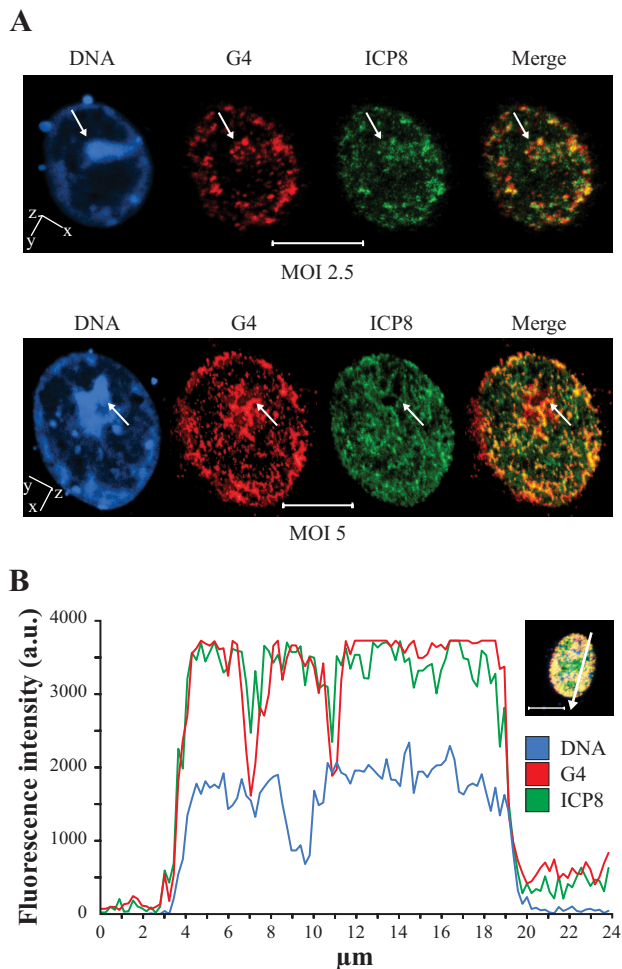 A
DNA G4 ICP8 Merge
z
y x
MOI 2.5
DNA G4 ICP8 Merge
y z
x
MOI 5
B
Fluorescence intensity (a.u.)
4000
3000
2000
1000
0
DNA
G4
ICP8
0 2 4 6 8 10 12 14 16 18 20 22 24
µm